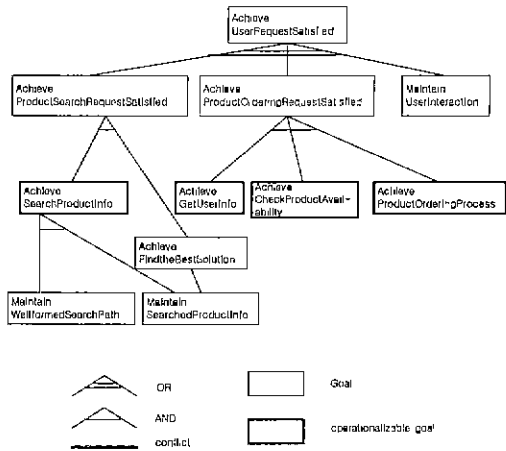 Achieve
UserRequestSatisfied
Achieve
ProductSearchRequestSatisfied
Achieve
ProductOrderingRequestSatisfied
Maintain
UserInteraction
Achieve
SearchProductInfo
Achieve
GetUserInfo
Achieve
CheckProductAvail-
ability
Achieve
ProductOrderingProcess
Achieve
FindtheBestSolution
Maintain
WellformedSearchPath
Maintain
SearchedProductInfo
OR
Goal
AND
operationalizable goal
conflict